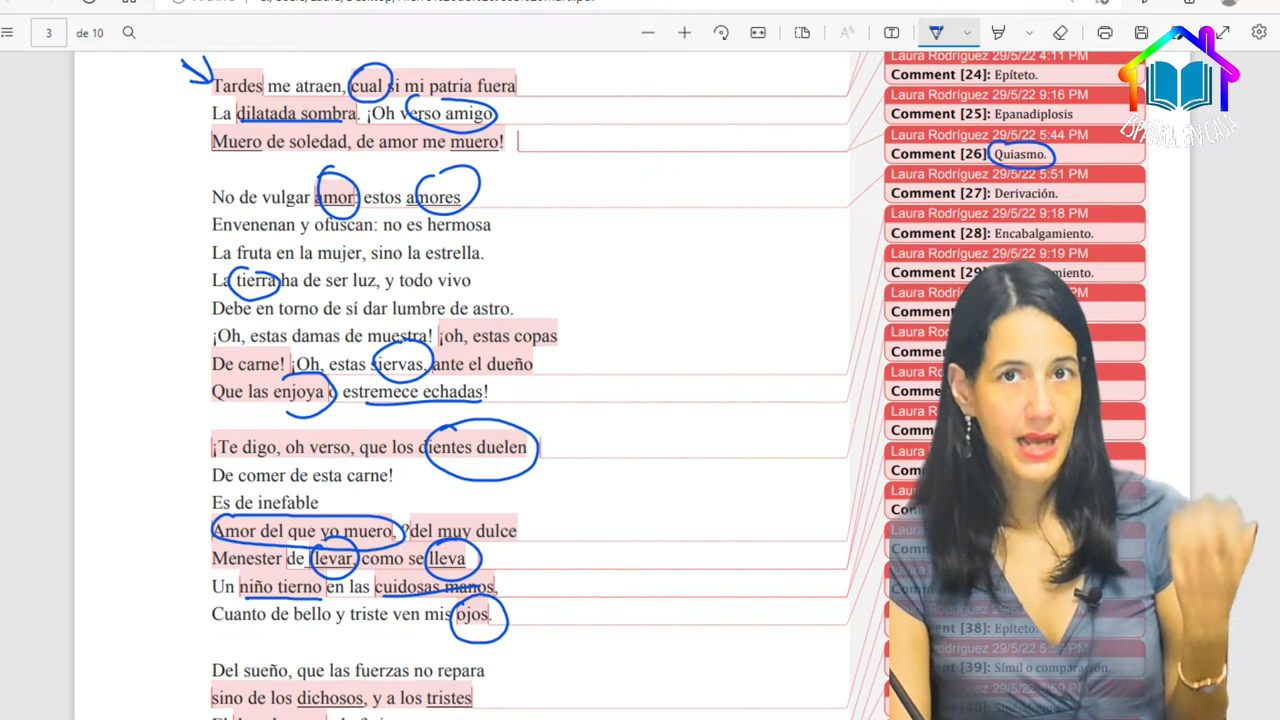 3
de 10
Tardes me atraen, cual si mi patria fuera
La dilatada sombra. ¡Oh verso amigo
Muero de soledad, de amor me muero!
No de vulgar amor; estos amores
Envenenan y ofuscan: no es hermosa
La fruta en la mujer, sino la estrella.
La tierra ha de ser luz, y todo vivo
Debe en torno de sí dar lumbre de astro.
¡Oh, estas damas de muestra! ¡oh, estas copas
De carne! ¡Oh, estas siervas, ante el dueño
Que las enjoya o estremece echadas!
¡Te digo, oh verso, que los dientes duelen
De comer de esta carne!
Es de inefable
Amor del que yo muero, ?del muy dulce
Menester de llevar, como se lleva
Un niño tierno en las cuidosas manos,
Cuanto de bello y triste ven mis ojos.
Del sueño, que las fuerzas no repara
sino de los dichosos, y a los tristes
Laura Rodríguez 29/5/22 4:11 PM
Comment [24]: Epíteto.
Laura Rodríguez 29/5/22 9:16 PM
Comment [25]: Epanadiplosis
Laura Rodríguez 29/5/22 5:44 PM
Comment [26]: Quiasmo.
Laura Rodríguez 29/5/22 5:51 PM
Comment [27]: Derivación.
Laura Rodríguez 29/5/22 9:18 PM
Comment [28]: Encabalgamiento.
Laura Rodríguez 29/5/22 9:19 PM
Comment [38]: Epíteto.
Comment [39]: Símil o comparación.
ESPAÑOL EN CASA